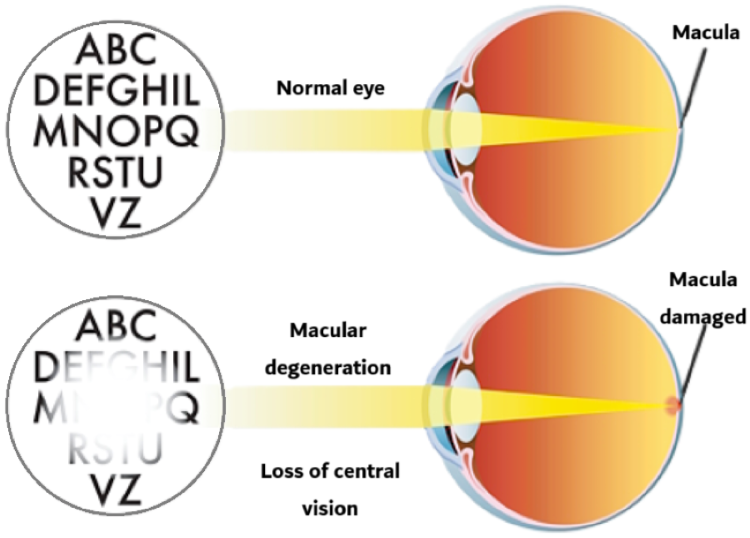 ABC
DEFGHIL
MNOPQ
RSTU
VZ
Normal eye
Macula
ABC
DEFGHIL
M PQ
RSTU
VZ
Macular
degeneration
Loss of central
vision
Macula
damaged